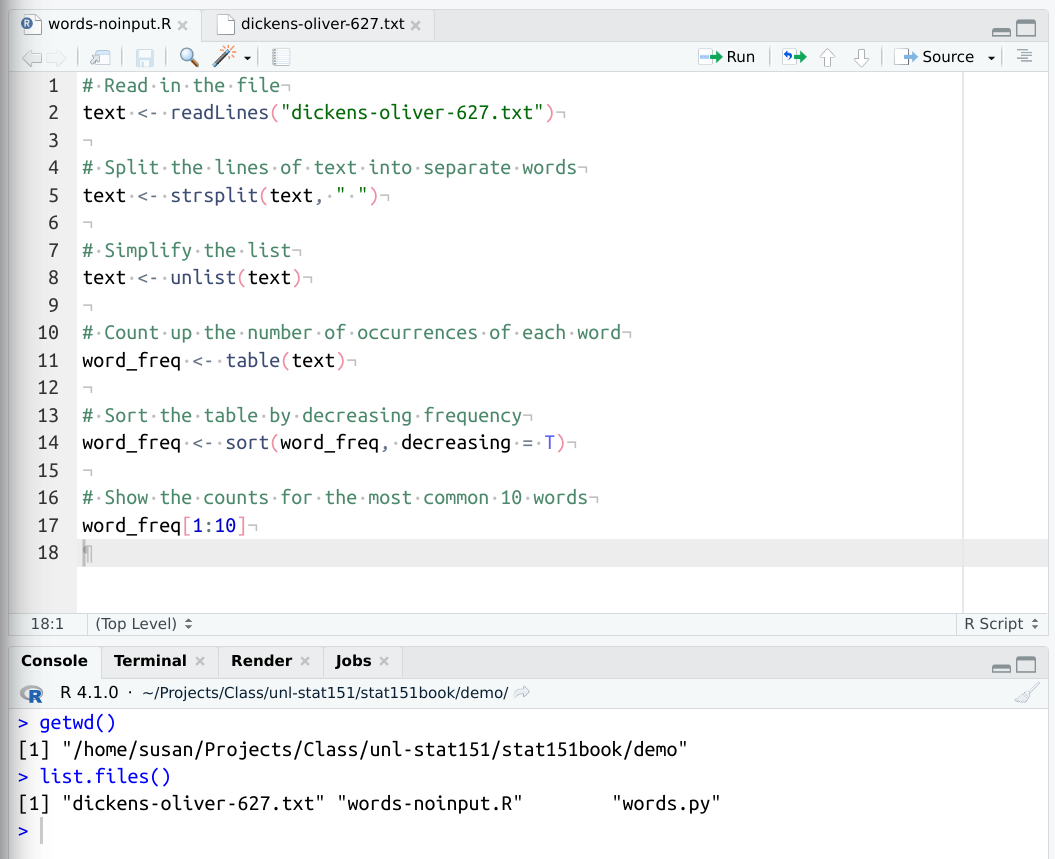 words-noinput.R dickens-oliver-627.txt
Run Source
1 # Read in the file
2 text <- readLines("dickens-oliver-627.txt")
3
4 # Split the lines of text into separate words
5 text <- strsplit(text, " ")
6
7 # Simplify the list
8 text <- unlist(text)
9
10 # Count up the number of occurrences of each word
11 word_freq <- table(text)
12
13 # Sort the table by decreasing frequency
14 word_freq <- sort(word_freq, decreasing = T)
15
16 # Show the counts for the most common 10 words
17 word_freq[1:10]
18
18:1 (Top Level) R Script
Console Terminal Render Jobs
R R 4.1.0 · ~/Projects/Class/unl-stat151/stat151book/demo/
> getwd()
[1] "/home/susan/Projects/Class/unl-stat151/stat151book/demo"
> list.files()
[1] "dickens-oliver-627.txt" "words-noinput.R" "words.py"
>